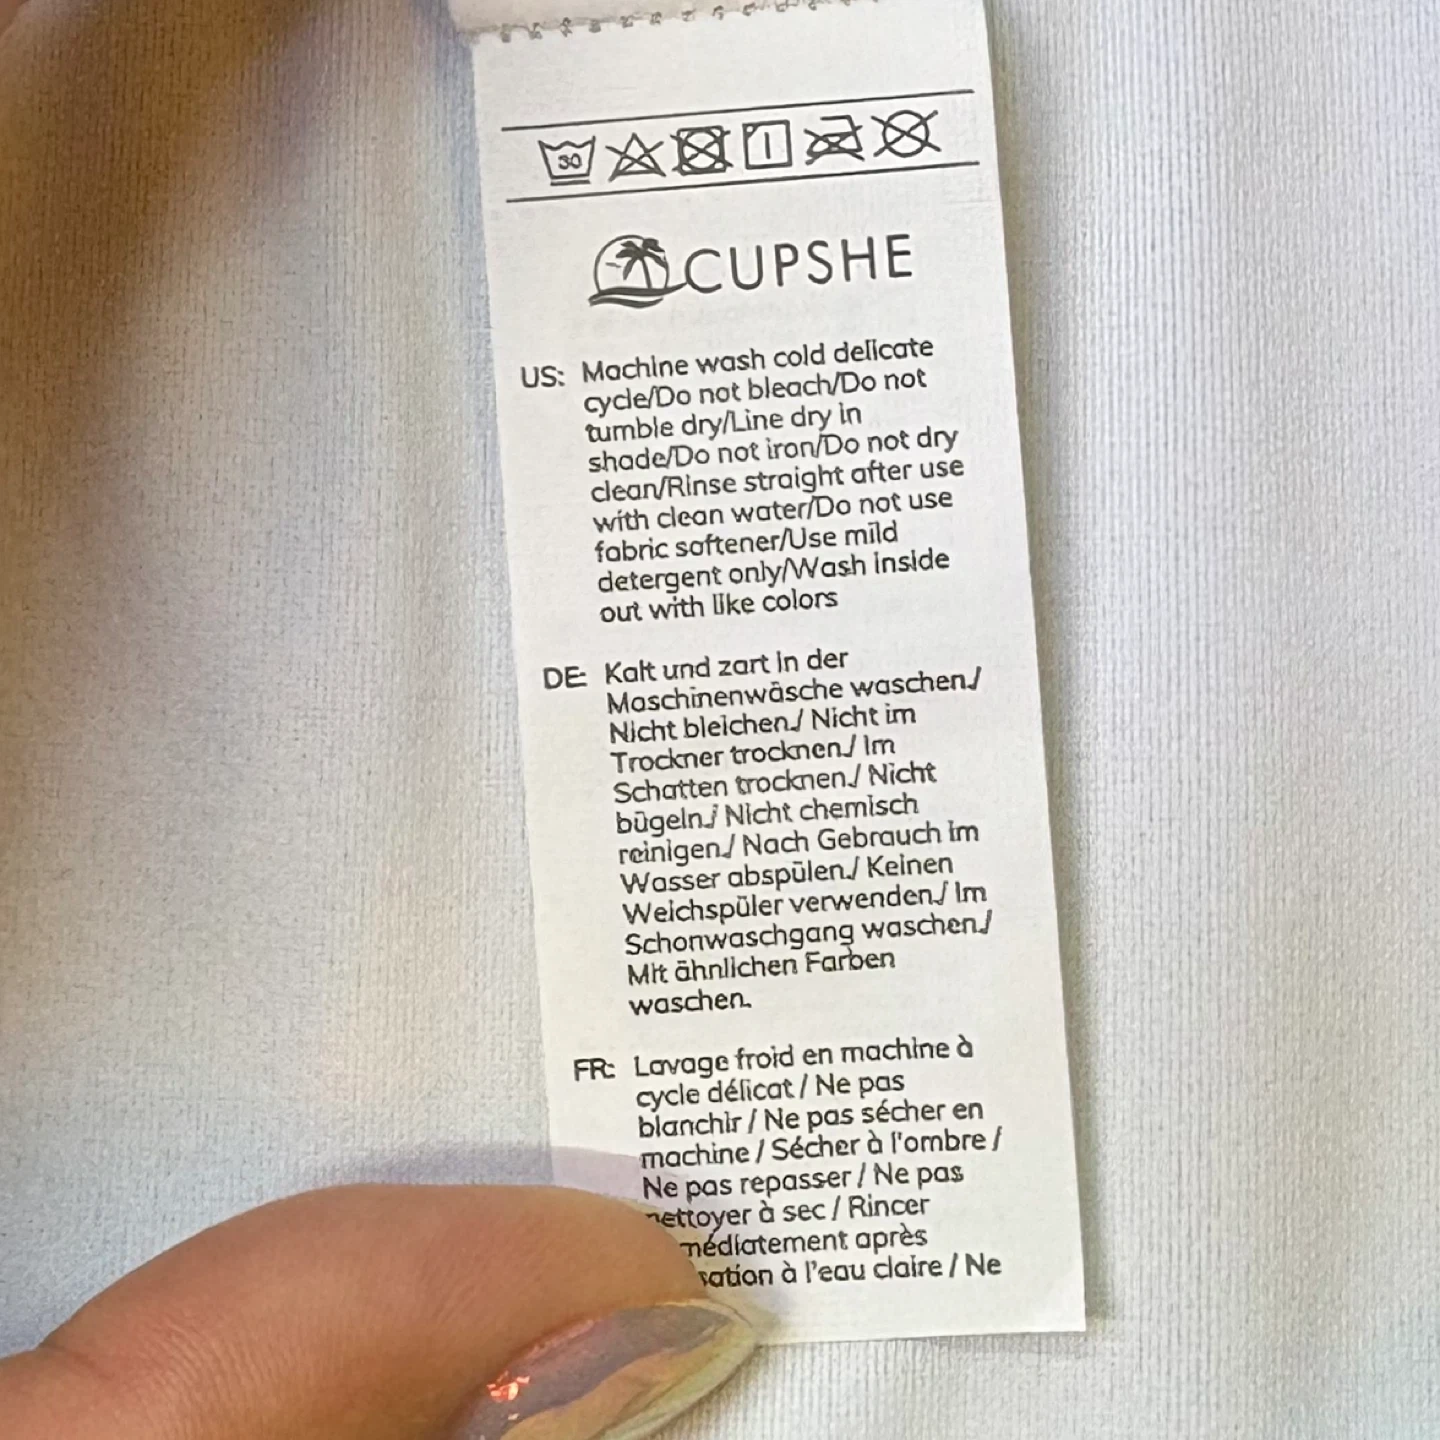 30
CUPSHE
US: Machine wash cold delicate
cycle/Do not bleach/Do not
tumble dry/Line dry in
shade/Do not iron/Do not dry
clean/Rinse straight after use
with clean water/Do not use
fabric softener/Use mild
detergent only/Wash inside
out with like colors
DE: Kalt und zart in der
Maschinenwäsche waschen./
Nicht bleichen./ Nicht im
Trockner trocknen./ Im
Schatten trocknen./ Nicht
bügeln./ Nicht chemisch
reinigen./ Nach Gebrauch im
Wasser abspülen./ Keinen
Weichspüler verwenden./ Im
Schonwaschgang waschen./
Mit ähnlichen Farben
waschen.
FR: Lavage froid en machine à
cycle délicat / Ne pas
blanchir / Ne pas sécher en
machine / Sécher à l'ombre /
Ne pas repasser / Ne pas
nettoyer à sec / Rincer
médiatement après
sation à l'eau claire / Ne